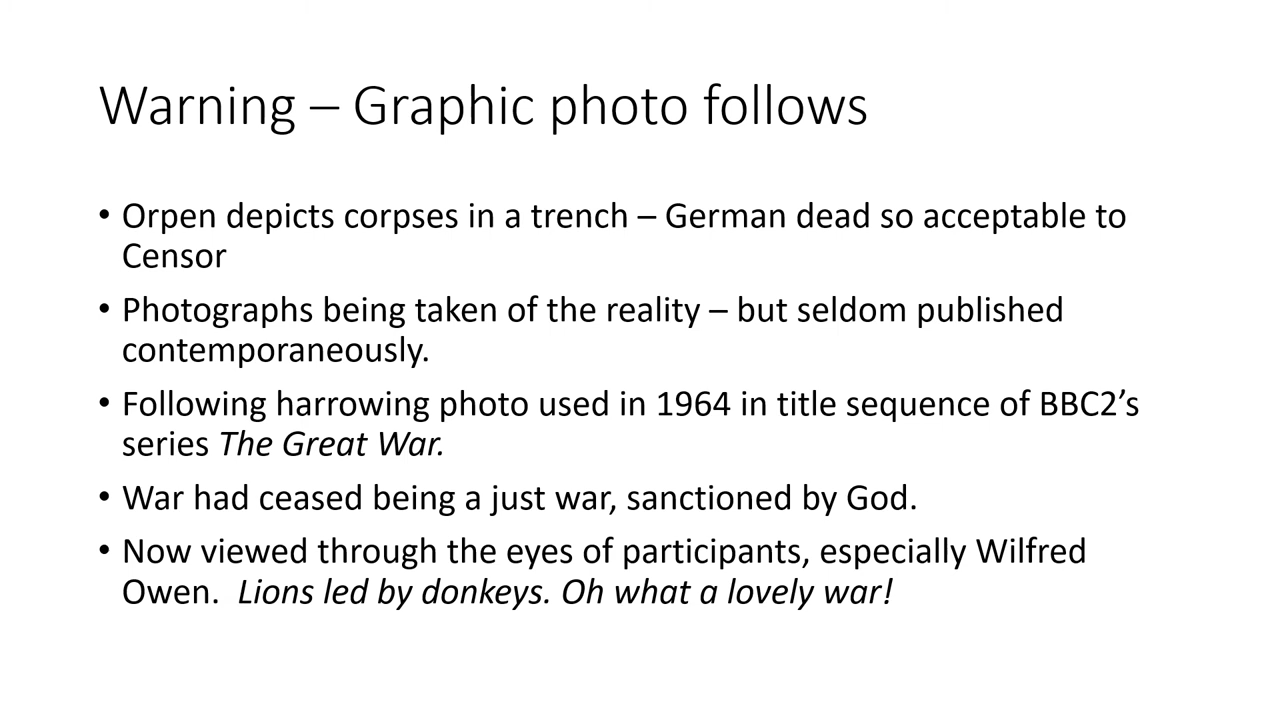 Warning – Graphic photo follows
• Orpen depicts corpses in a trench – German dead so acceptable to
Censor
• Photographs being taken of the reality – but seldom published
contemporaneously.
• Following harrowing photo used in 1964 in title sequence of BBC2’s
series The Great War.
• War had ceased being a just war, sanctioned by God.
• Now viewed through the eyes of participants, especially Wilfred
Owen.  Lions led by donkeys. Oh what a lovely war!